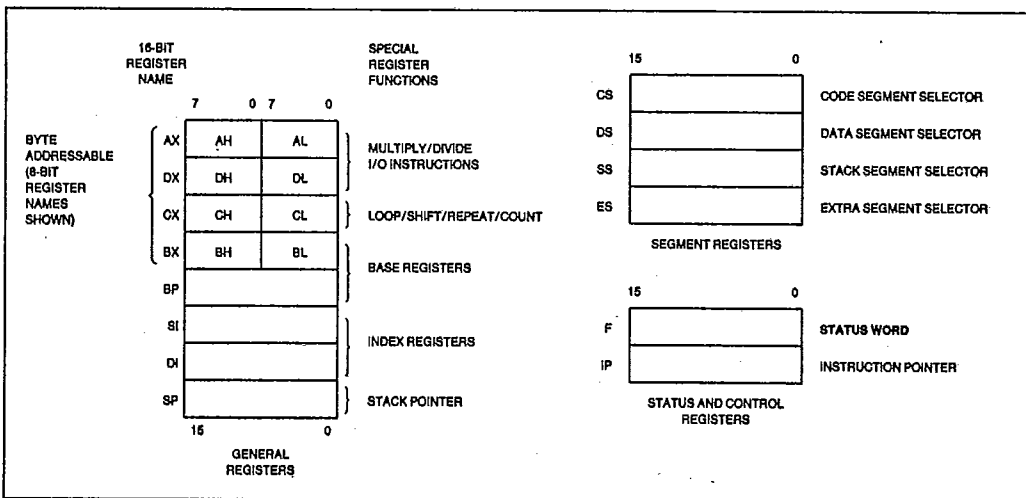 16-BIT
REGISTER
NAME
SPECIAL
REGISTER
FUNCTIONS
7 0 7 0
BYTE
ADDRESSABLE
(8-BIT
REGISTER
NAMES
SHOWN)
AX AH AL
DX DH DL
MULTIPLY/DIVIDE
I/O INSTRUCTIONS
CX CH CL
LOOP/SHIFT/REPEAT/COUNT
BX BH BL
BP
BASE REGISTERS
SI
DI
INDEX REGISTERS
SP
STACK POINTER
15 0
GENERAL
REGISTERS
15 0
CS CODE SEGMENT SELECTOR
DS DATA SEGMENT SELECTOR
SS STACK SEGMENT SELECTOR
ES EXTRA SEGMENT SELECTOR
SEGMENT REGISTERS
15 0
F STATUS WORD
IP INSTRUCTION POINTER
STATUS AND CONTROL
REGISTERS